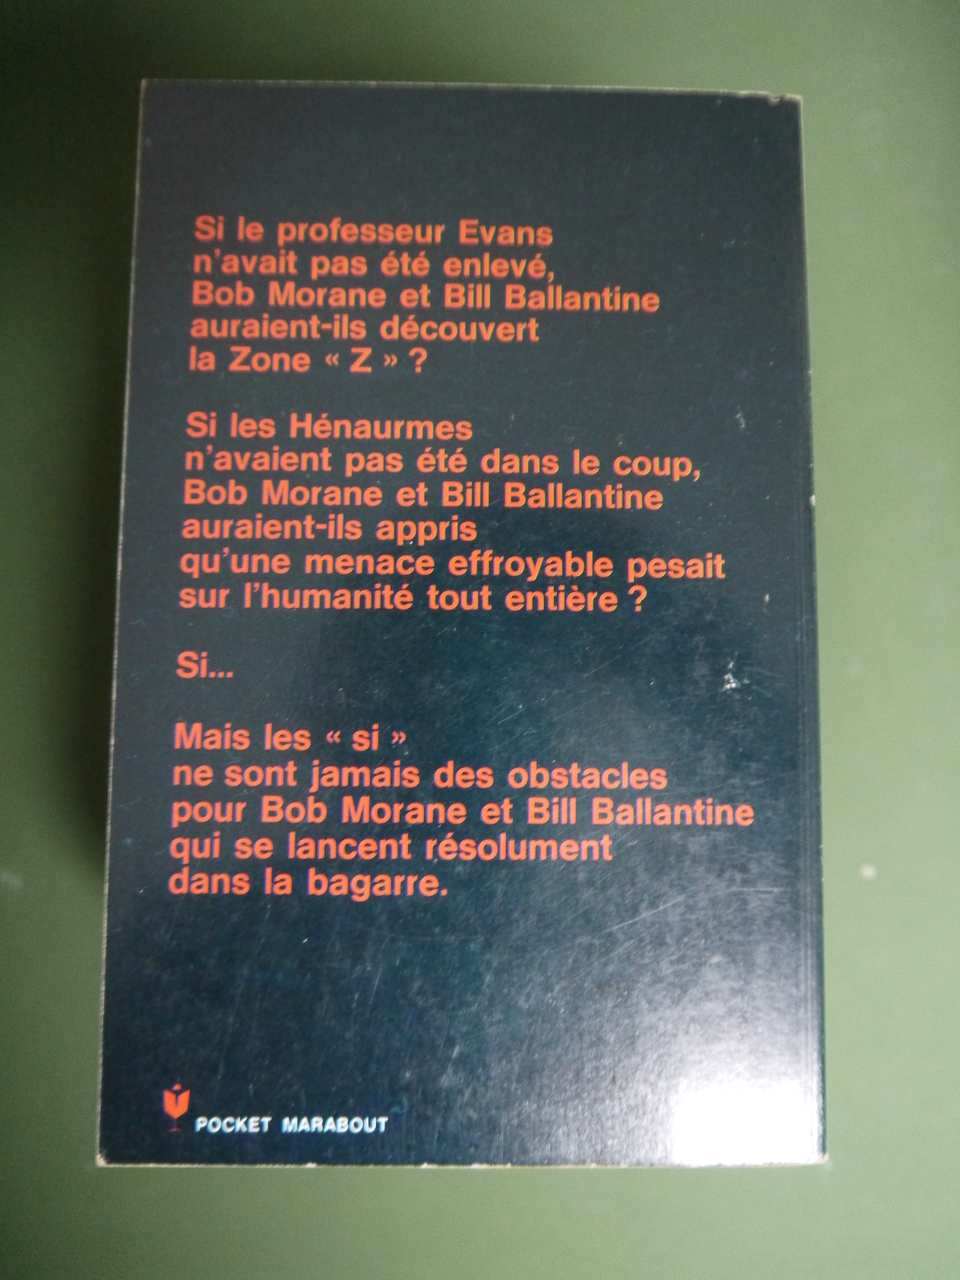 Si le professeur Evans
n'avait pas été enlevé,
Bob Morane et Bill Ballantine
auraient-ils découvert
la Zone « Z » ?
Si les Hénaurmes
n'avaient pas été dans le coup,
Bob Morane et Bill Ballantine
auraient-ils appris
qu'une menace effroyable pesait
sur l'humanité tout entière ?
Si...
Mais les « si »
ne sont jamais des obstacles
pour Bob Morane et Bill Ballantine
qui se lancent résolument
dans la bagarre.
POCKET MARABOUT